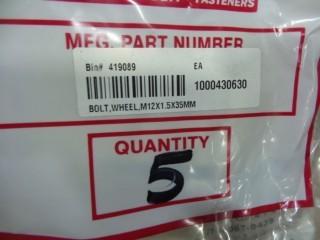 FASTENERS
MFG. PART NUMBER
Bin# 419089 EA
1000430630
BOLT,WHEEL,M12X1.5X35MM
QUANTITY
5